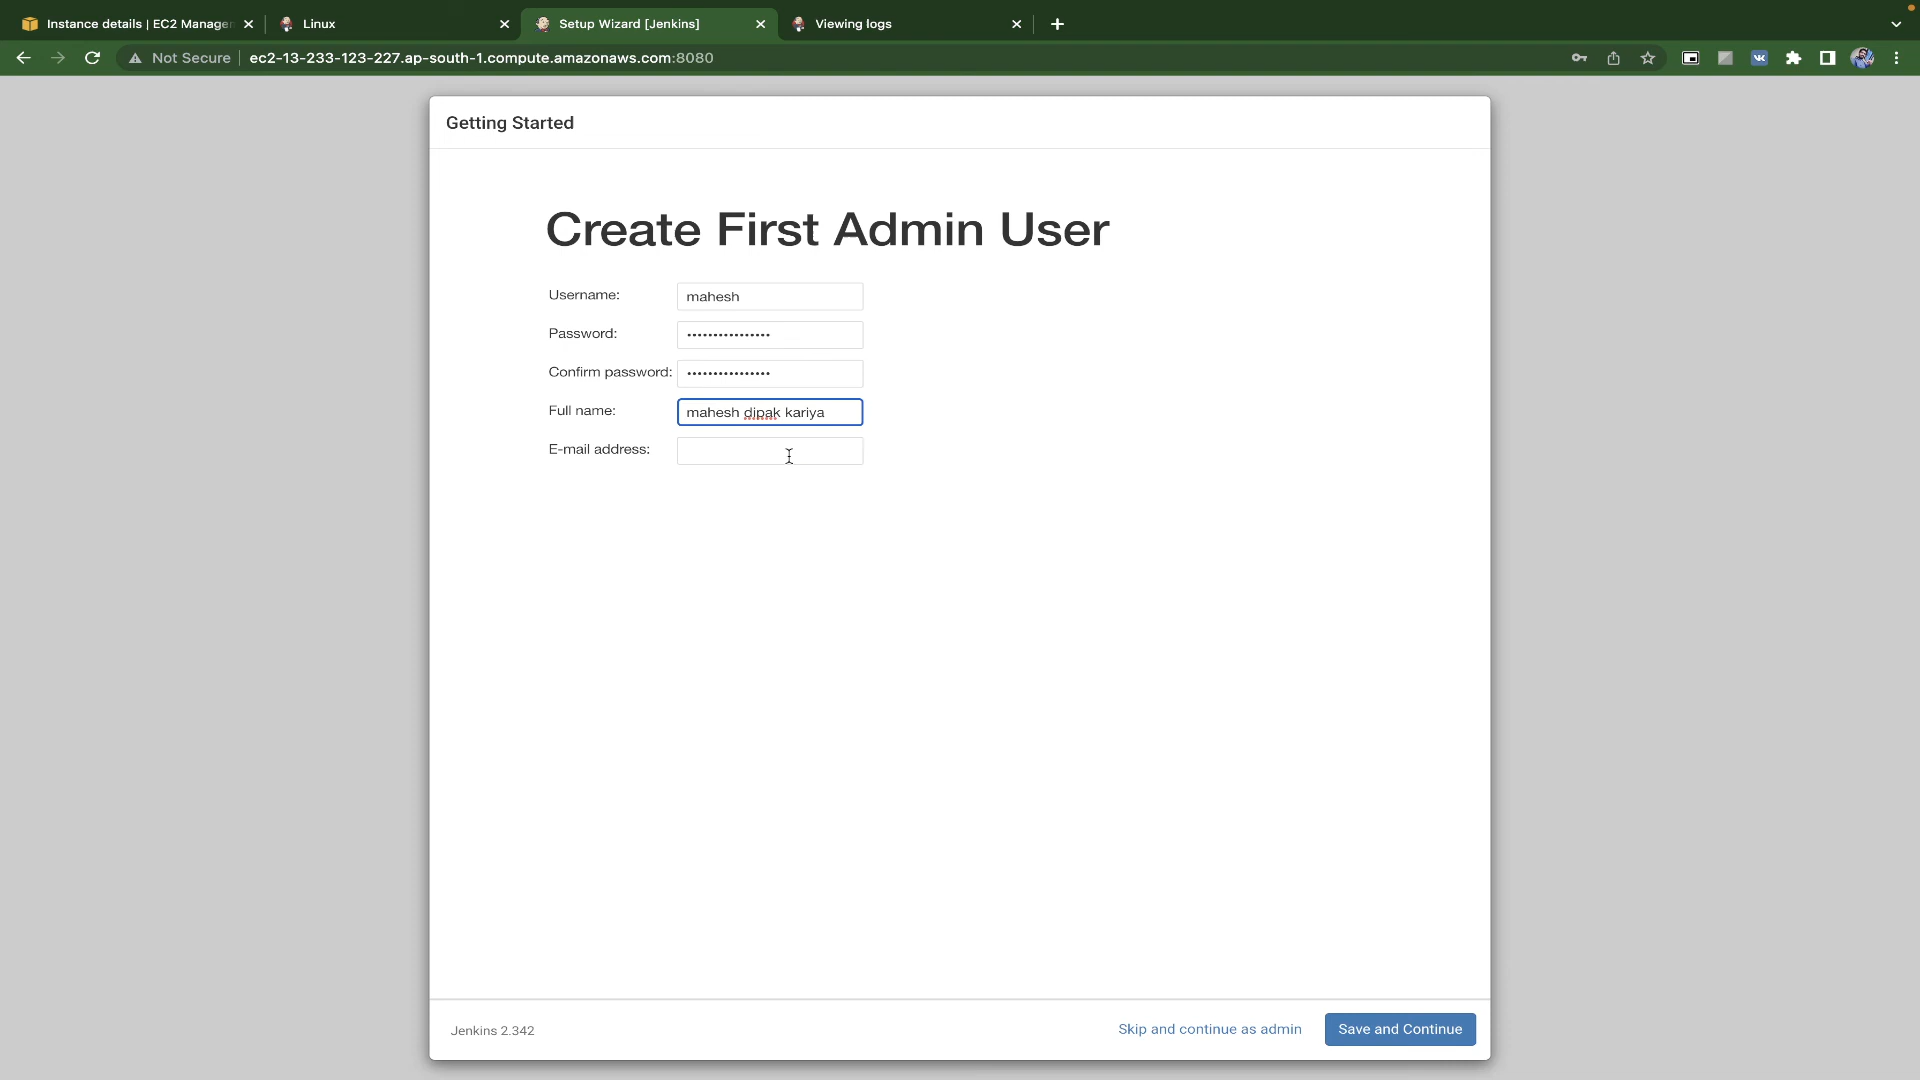 Instance details | EC2 Manager
Linux
Setup Wizard [Jenkins]
Viewing logs
Not Secure
ec2-13-233-123-227.ap-south-1.compute.amazonaws.com:8080
Getting Started
Create First Admin User
Username: mahesh
Password: ••••••••••••••••
Confirm password: ••••••••••••••••
Full name: mahesh dipak kariya
E-mail address:
Jenkins 2.342
Skip and continue as admin
Save and Continue